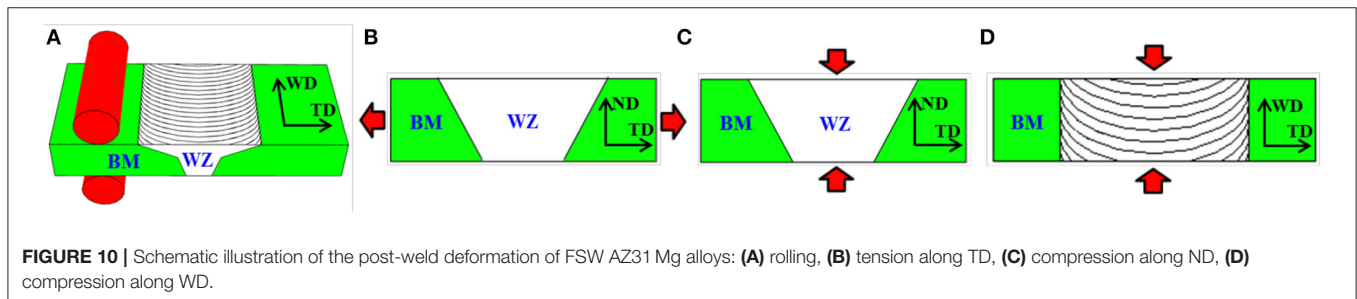 A
WD
TD
BM
WZ
B
ND
TD
BM
WZ
C
ND
TD
BM
WZ
D
WD
TD
BM
FIGURE 10 | Schematic illustration of the post-weld deformation of FSW AZ31 Mg alloys: (A) rolling, (B) tension along TD, (C) compression along ND, (D)
compression along WD.